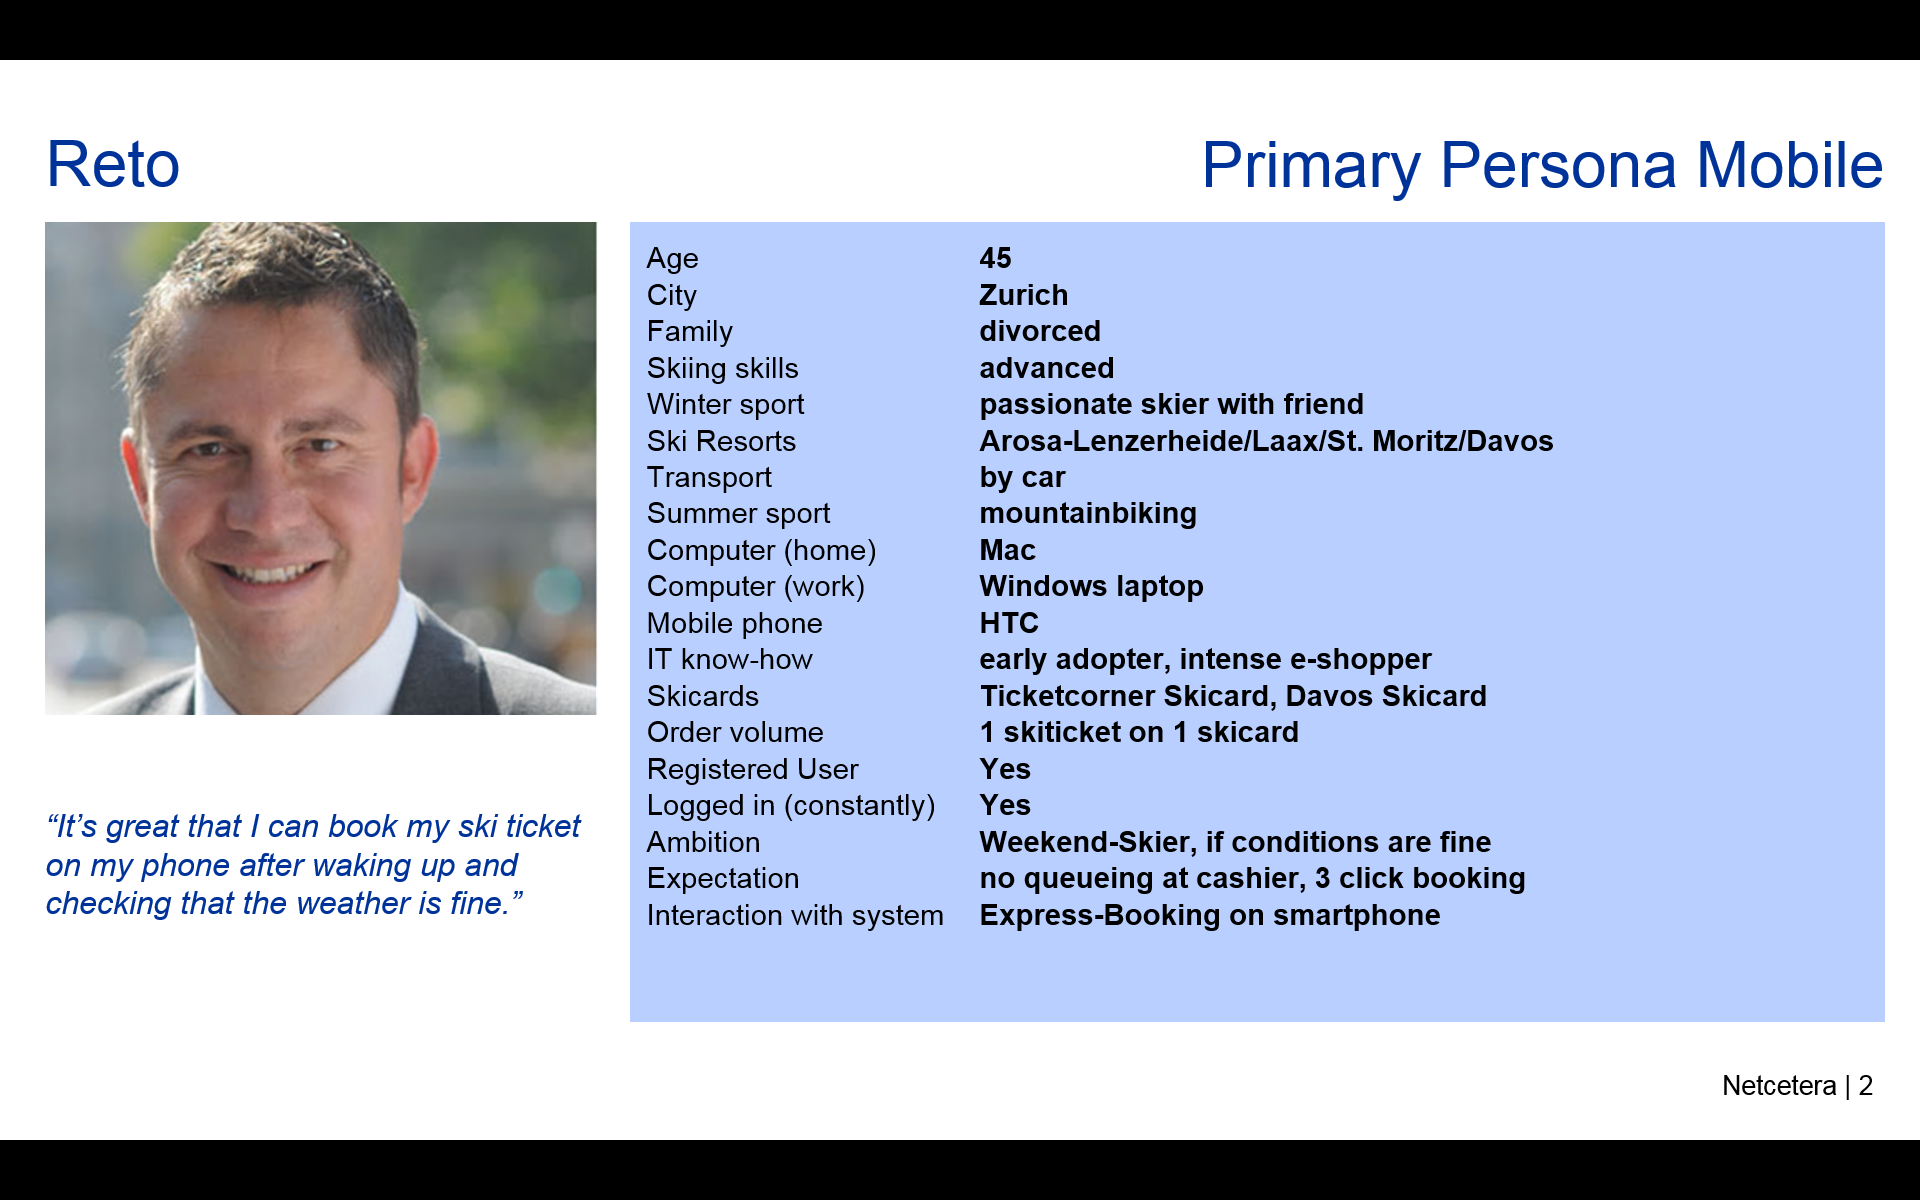 Reto
Primary Persona Mobile
Age 45
City Zurich
Family divorced
Skiing skills advanced
Winter sport passionate skier with friend
Ski Resorts Arosa-Lenzerheide/Laax/St. Moritz/Davos
Transport by car
Summer sport mountainbiking
Computer (home) Mac
Computer (work) Windows laptop
Mobile phone HTC
IT know-how early adopter, intense e-shopper
Skicards Ticketcorner Skicard, Davos Skicard
Order volume 1 skiticket on 1 skicard
Registered User Yes
Logged in (constantly) Yes
Ambition Weekend-Skier, if conditions are fine
Expectation no queueing at cashier, 3 click booking
Interaction with system Express-Booking on smartphone
“It’s great that I can book my ski ticket
on my phone after waking up and
checking that the weather is fine.”
Netcetera | 2